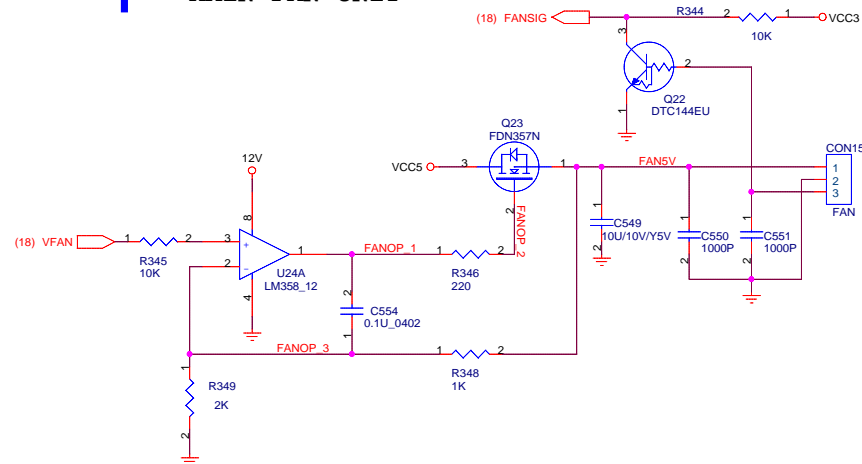 (18) FANSIG
R344
2
1
VCC3
10K
3
2
Q22
DTC144EU
1
Q23
FDN357N
12V
VCC5
3
1
FAN5V
CON15
1
2
3
FAN
2
FANOP_2
8
(18) VFAN
1
2
3
+
1
FANOP_1
1
2
R345
10K
2
−
U24A
LM358_12
4
R346
220
1
C549
10U/10V/Y5V
2
1
C550
1000P
2
1
C551
1000P
2
2
C554
0.1U_0402
1
FANOP_3
1
2
R348
1K
1
R349
2K
2